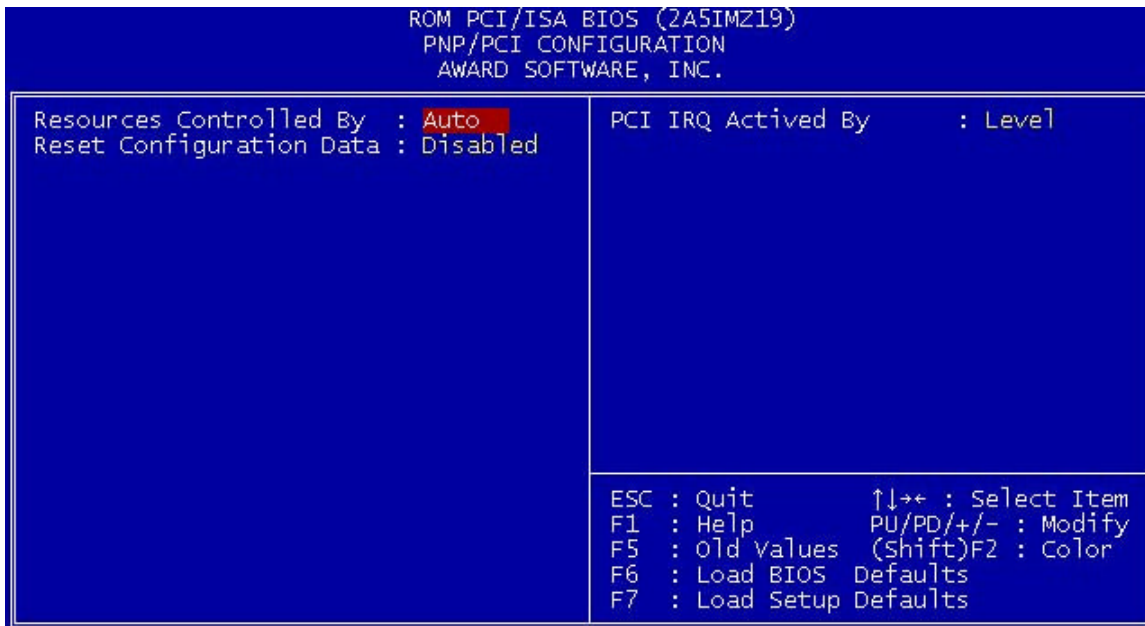 ROM PCI/ISA BIOS (2A5IMZ19)
PNP/PCI CONFIGURATION
AWARD SOFTWARE, INC.
Resources Controlled By : Auto
Reset Configuration Data : Disabled
PCI IRQ Actived By : Level
ESC : Quit ↑↓→← : Select Item
F1 : Help PU/PD/+/- : Modify
F5 : Old Values (Shift)F2 : Color
F6 : Load BIOS Defaults
F7 : Load Setup Defaults